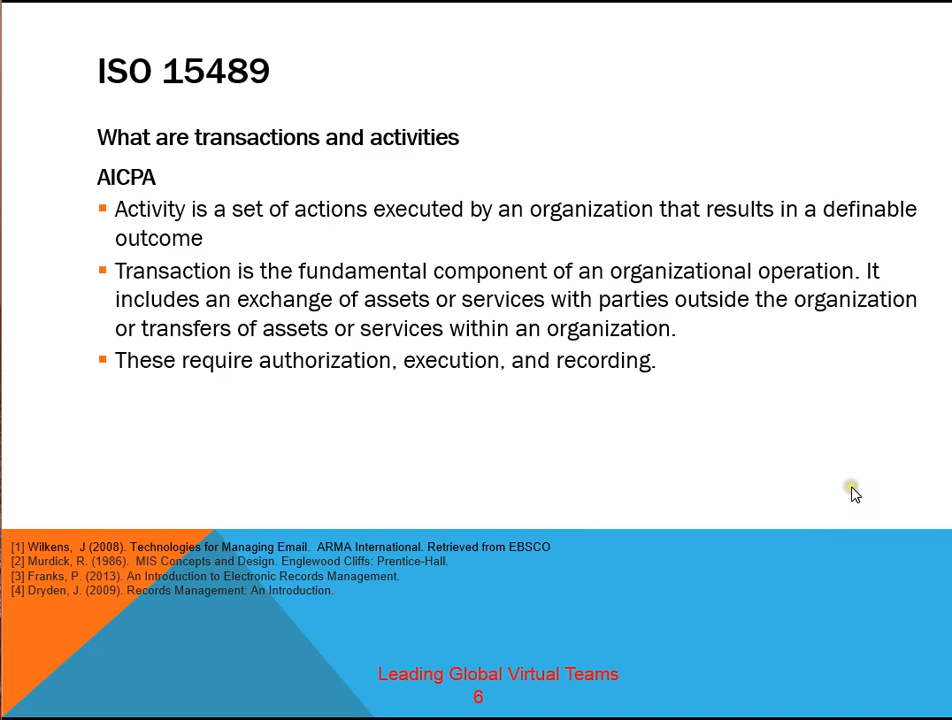 ISO 15489
What are transactions and activities
AICPA
Activity is a set of actions executed by an organization that results in a definable
outcome
Transaction is the fundamental component of an organizational operation. It
includes an exchange of assets or services with parties outside the organization
or transfers of assets or services within an organization.
These require authorization, execution, and recording.
[1] Wilkens, J (2008). Technologies for Managing Email. ARMA International. Retrieved from EBSCO
[2] Murdick, R. (1986). MIS Concepts and Design. Englewood Cliffs: Prentice-Hall.
[3] Franks, P. (2013). An Introduction to Electronic Records Management.
[4] Dryden, J. (2009). Records Management: An Introduction.
Leading Global Virtual Teams
6